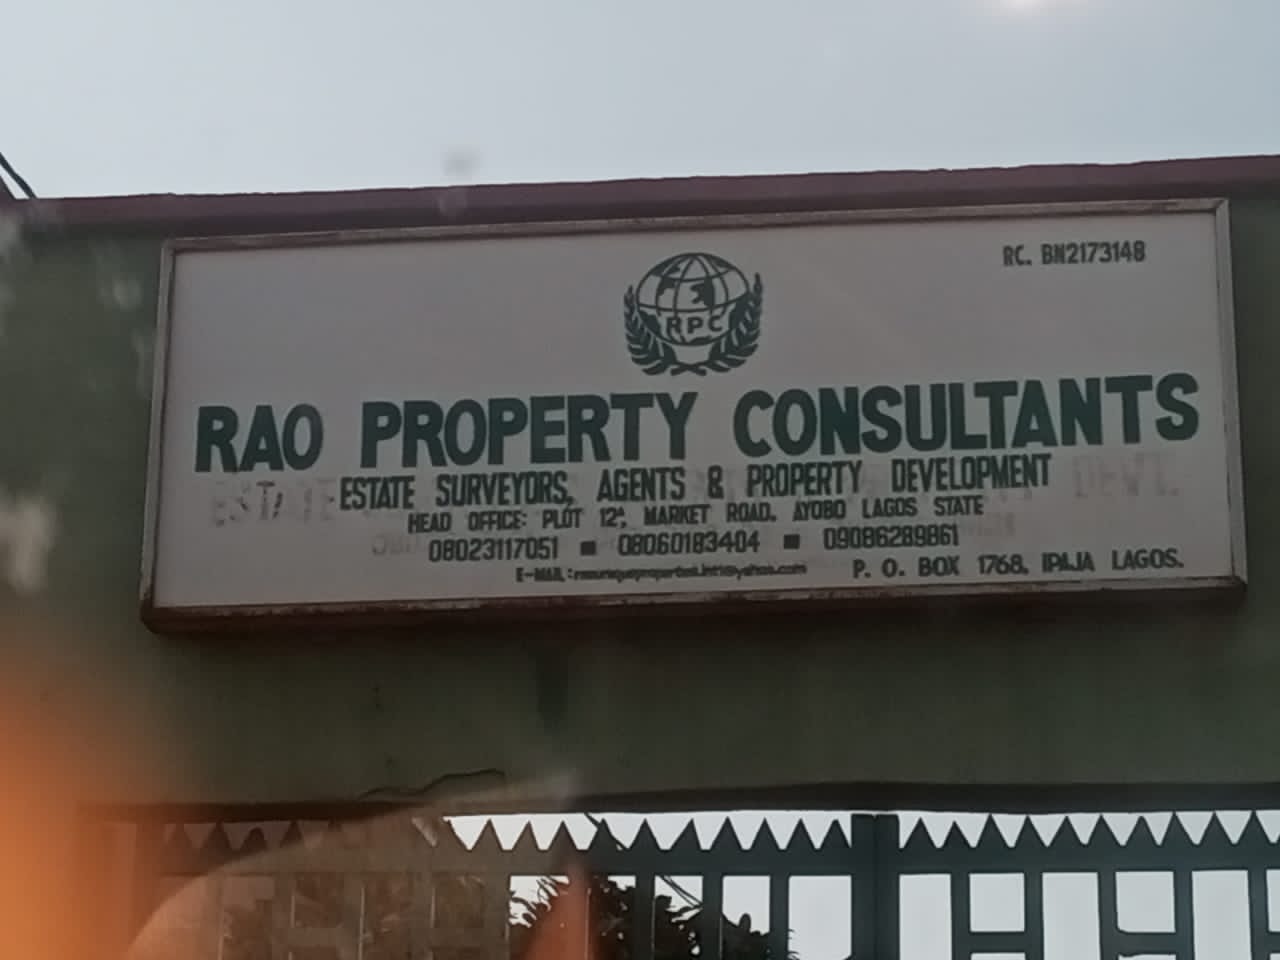 RC. BN2173148
RPC
RAO PROPERTY CONSULTANTS
ESTATE SURVEYORS, AGENTS & PROPERTY DEVELOPMENT
HEAD OFFICE: PLOT 12A, MARKET ROAD, AYOBO LAGOS STATE
08023117051 ■ 08060183404 ■ 09086289861
E-MAIL:
P. O. BOX 1768, IPAJA LAGOS.